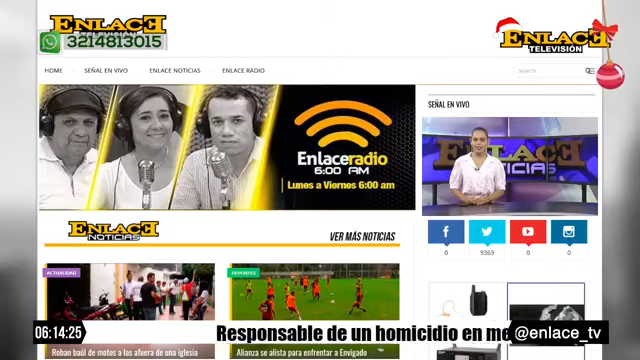 ENLACE
TELEVISIÓN
3214813015
ENLACE
TELEVISIÓN
HOME
SEÑAL EN VIVO
ENLACE NOTICIAS
ENLACE RADIO
Search
Enlaceradio
6:00 AM
Lunes a Viernes 6:00 am
SEÑAL EN VIVO
ENLACE
NOTICIAS
0
9369
0
0
ENLACE
NOTICIAS
VER MÁS NOTICIAS
ACTUALIDAD
DEPORTES
Roban baúl de motos a las afuera de una iglesia
Alianza se alista para enfrentar a Envigado
06:14:25
Responsable de un homicidio en me
@enlace_tv